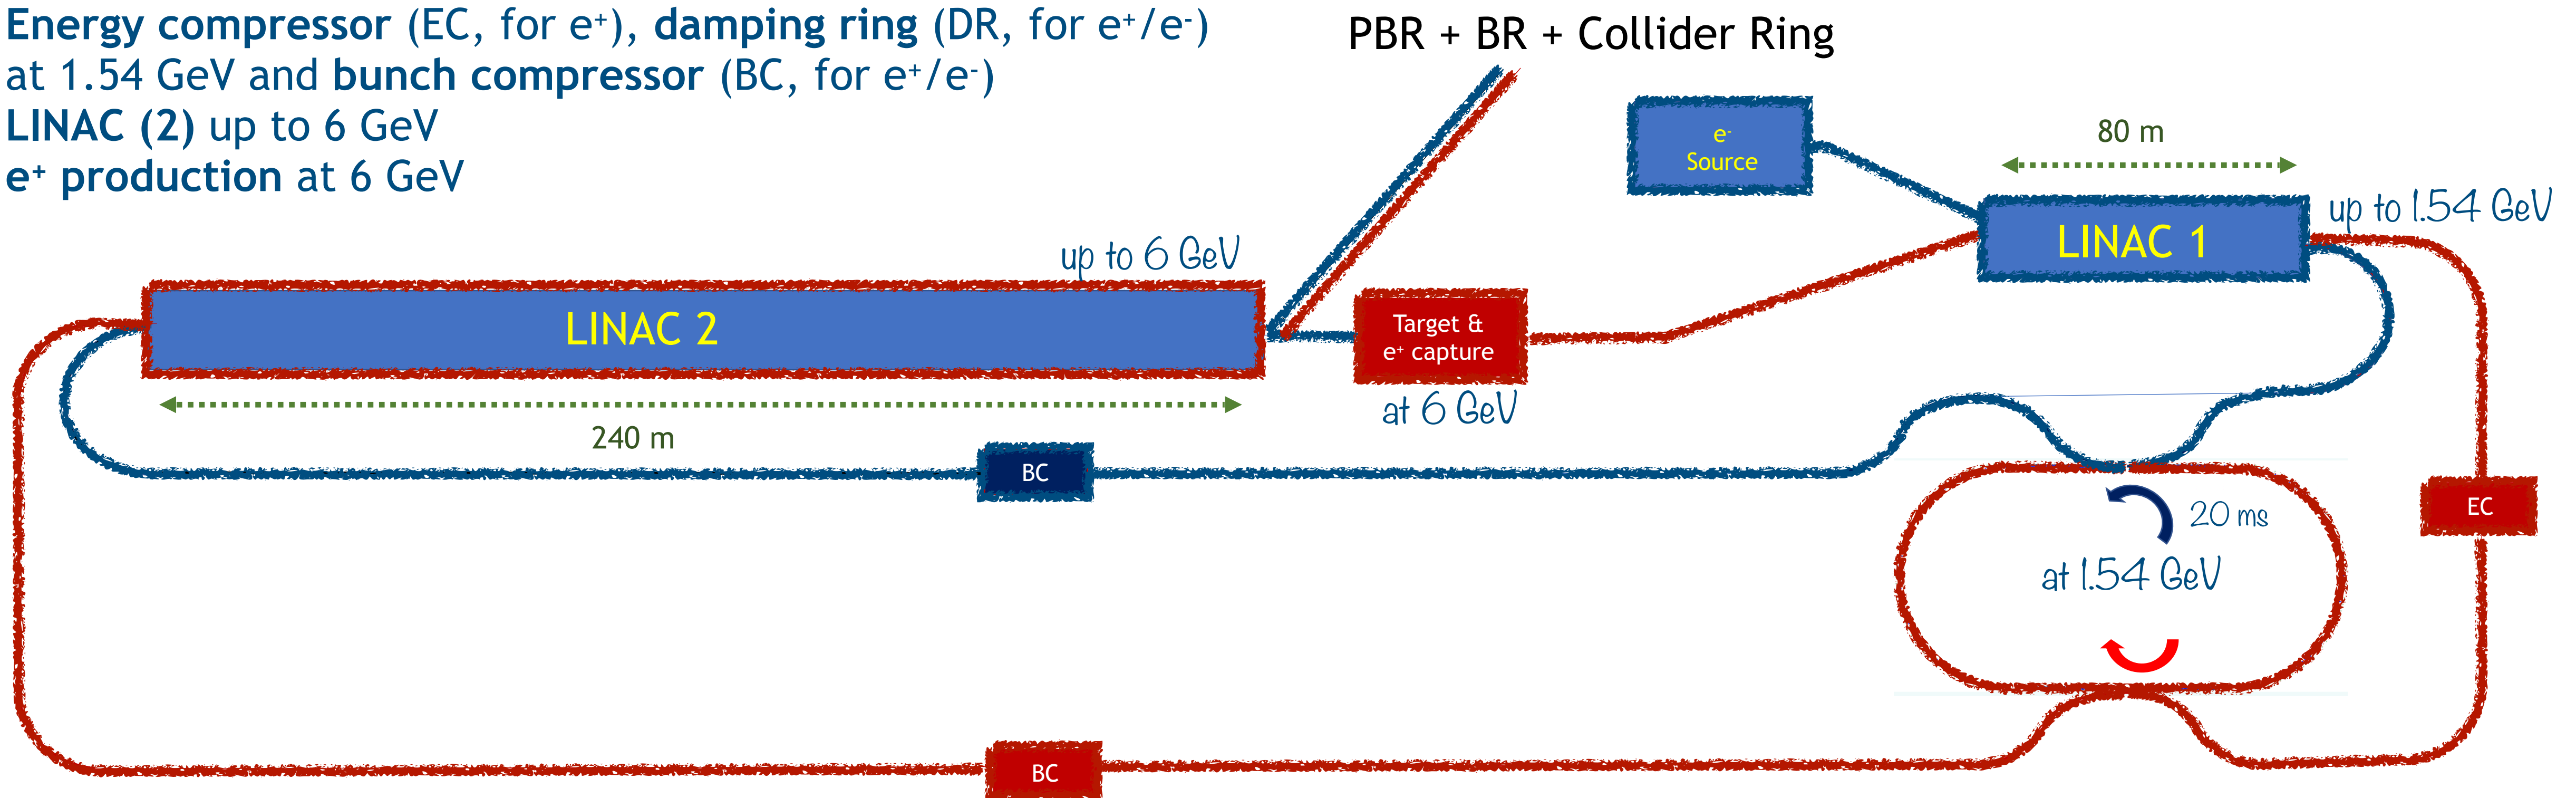 Energy compressor (EC, for e⁺), damping ring (DR, for e⁺/e⁻)
at 1.54 GeV and bunch compressor (BC, for e⁺/e⁻)
LINAC (2) up to 6 GeV
e⁺ production at 6 GeV
PBR + BR + Collider Ring
e⁻
Source
80 m
up to 1.54 GeV
LINAC 1
up to 6 GeV
LINAC 2
Target &
e⁺ capture
at 6 GeV
240 m
BC
20 ms
EC
at 1.54 GeV
BC